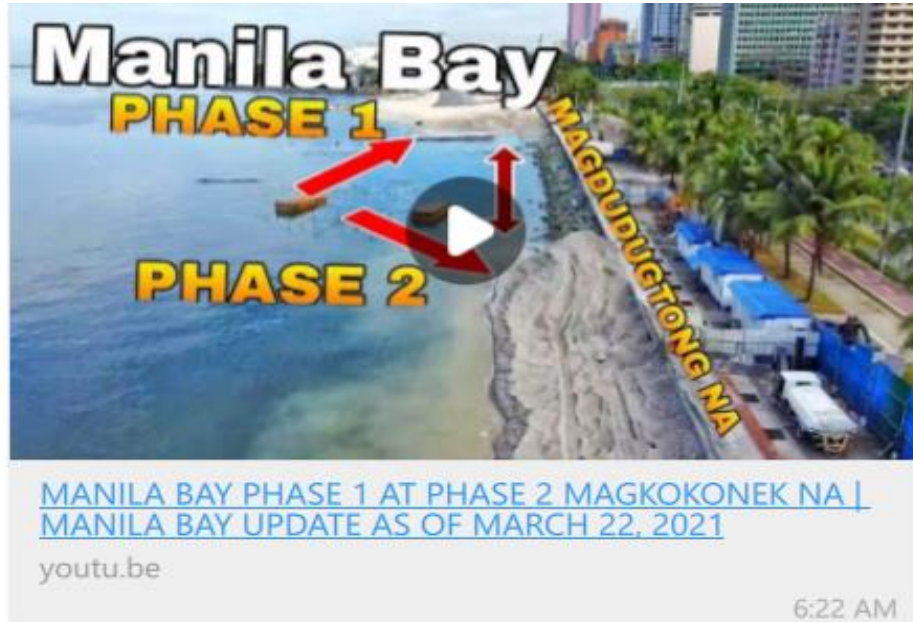 Manila Bay
PHASE 1
MAGDUDUGTONG NA
PHASE 2
MANILA BAY PHASE 1 AT PHASE 2 MAGKOKONEK NA |
MANILA BAY UPDATE AS OF MARCH 22, 2021
youtu.be
6:22 AM